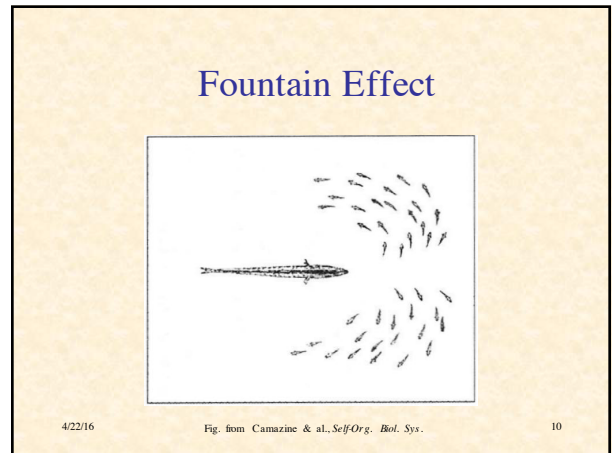 Fountain Effect
4/22/16 Fig. from Camazine & al., Self-Org. Biol. Sys. 10